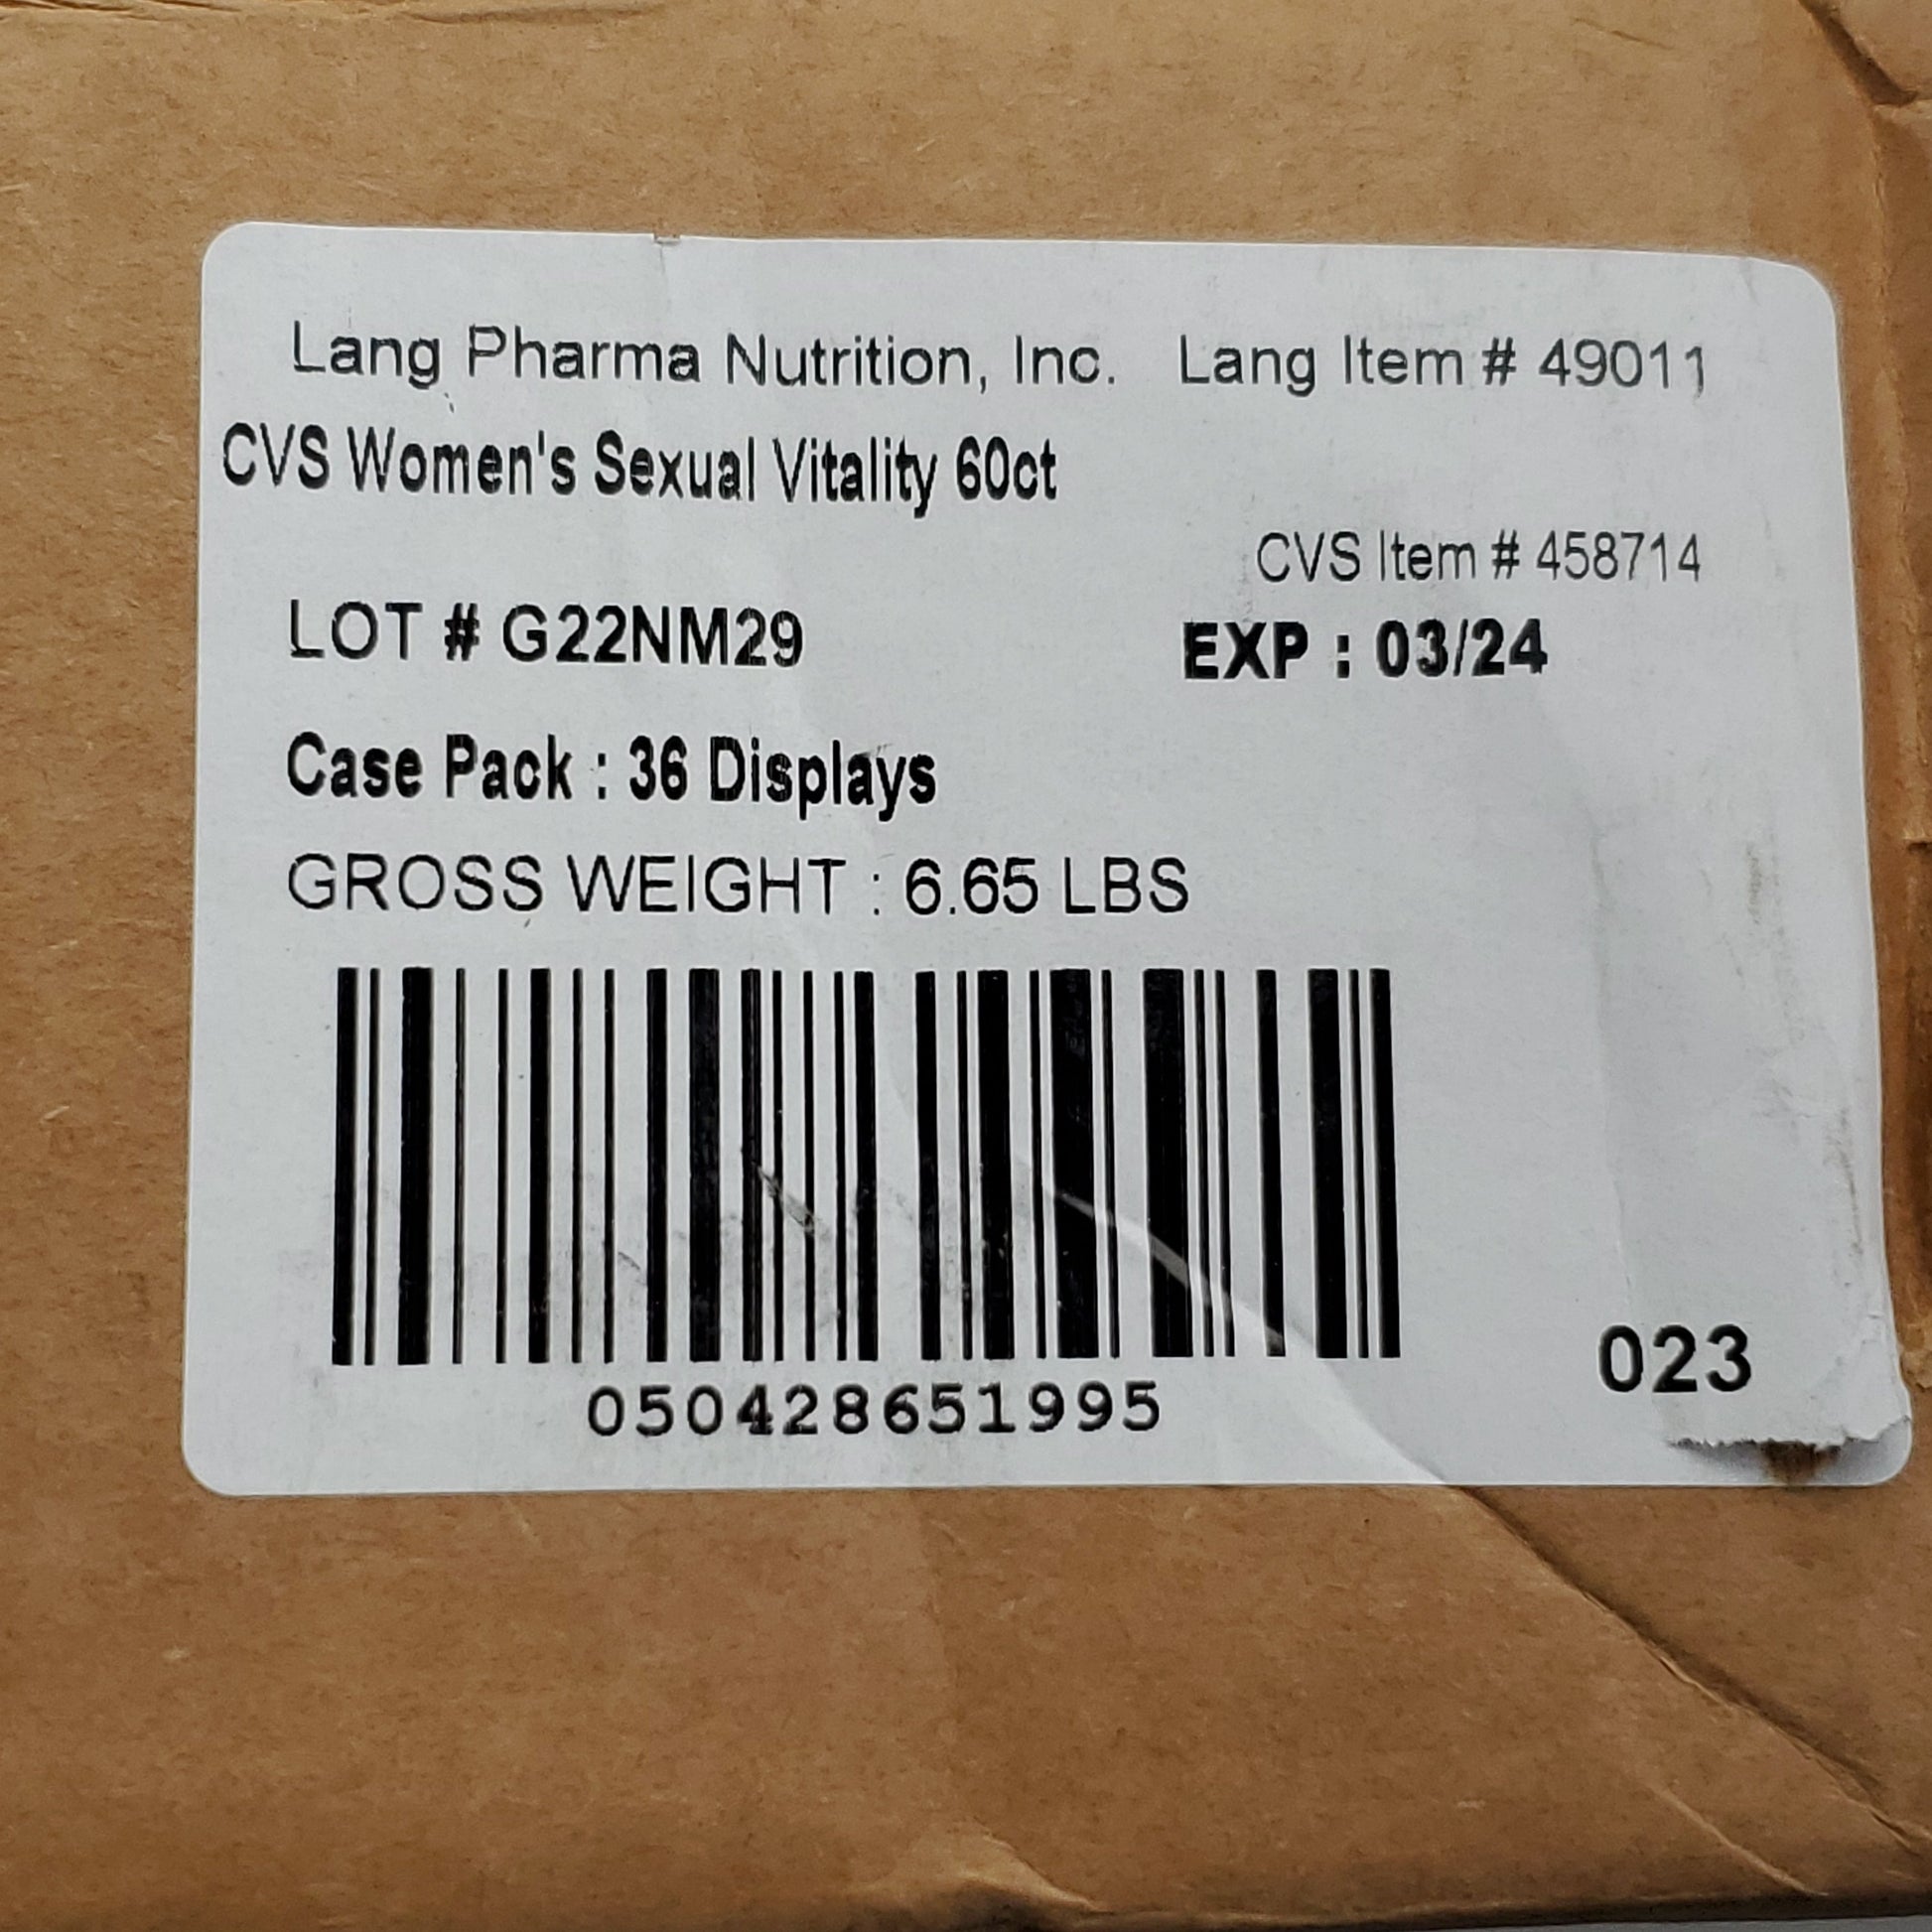 Lang Pharma Nutrition, Inc. Lang Item # 49011
CVS Women's Sexual Vitality 60ct
CVS Item # 458714
LOT # G22NM29 EXP : 03/24
Case Pack : 36 Displays
GROSS WEIGHT : 6.65 LBS
050428651995
023